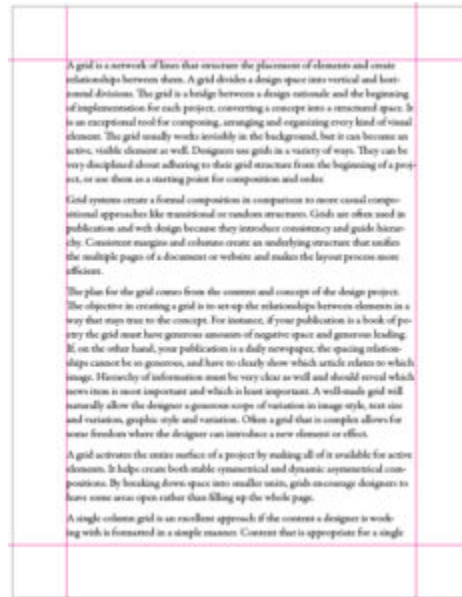 A grid is a network of lines that structure the placement of elements and create
relationships between them. A grid divides a design space into vertical and hori-
zontal divisions. The grid is a bridge between a design rationale and the beginning
of implementation for each project, converting a concept into a structured space. It
is an exceptional tool for composing, arranging and organizing every kind of visual
element. The grid usually works invisibly in the background, but it can become an
active, visible element as well. Designers use grids in a variety of ways. They can be
very disciplined about adhering to their grid structure from the beginning of a proj-
ect, or use them as a starting point for composition and order.
Grid systems create a formal composition in comparison to more casual compo-
sitional approaches like transitional or random structures. Grids are often used in
publication and web design because they introduce consistency and guide hierar-
chy. Consistent margins and columns create an underlying structure that unifies
the multiple pages of a document or website and makes the layout process more
efficient.
The plan for the grid comes from the content and concept of the design project.
The objective in creating a grid is to set-up the relationships between elements in a
way that stays true to the concept. For instance, if your publication is a book of po-
etry the grid must have generous amounts of negative space and generous leading.
If, on the other hand, your publication is a daily newspaper, the spacing relation-
ships cannot be so generous, and have to clearly show which article relates to which
image. Hierarchy of information must be very clear as well and should reveal which
news item is most important and which is least important. A well-made grid will
naturally allow the designer a generous scope of variation in image style, text size
and variation, graphic style and variation. Often a grid that is complex allows for
some freedom where the designer can introduce a new element or effect.
A grid activates the entire surface of a project by making all of it available for active
elements. It helps create both stable symmetrical and dynamic asymmetrical com-
positions. By breaking down space into smaller units, grids encourage designers to
leave some areas open rather than filling up the whole page.
A single column grid is an excellent approach if the content a designer is work-
ing with is formatted in a simple manner. Content that is appropriate for a single